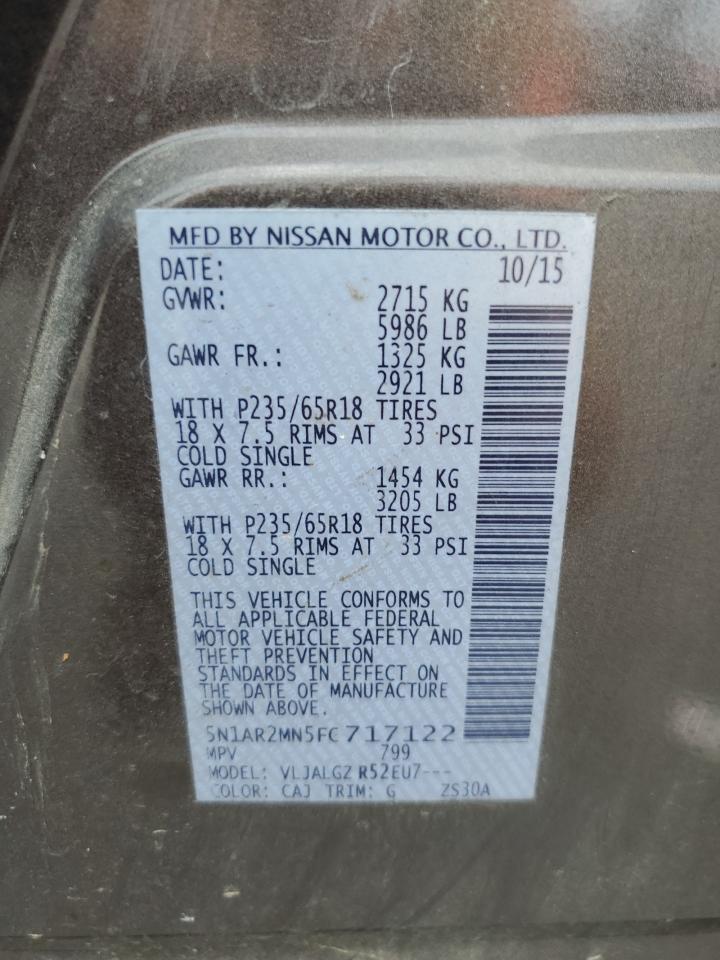 MFD BY NISSAN MOTOR CO., LTD.
DATE: 10/15
GVWR: 2715 KG
5986 LB
GAWR FR.: 1325 KG
2921 LB
WITH P235/65R18 TIRES
18 X 7.5 RIMS AT 33 PSI
COLD SINGLE
GAWR RR.: 1454 KG
3205 LB
WITH P235/65R18 TIRES
18 X 7.5 RIMS AT 33 PSI
COLD SINGLE
THIS VEHICLE CONFORMS TO
ALL APPLICABLE FEDERAL
MOTOR VEHICLE SAFETY AND
THEFT PREVENTION
STANDARDS IN EFFECT ON
THE DATE OF MANUFACTURE
SHOWN ABOVE.
5N1AR2MN5FC717122
MPV 799
MODEL: VLJALGZ R52EU7---
COLOR: CAJ TRIM: G ZS30A